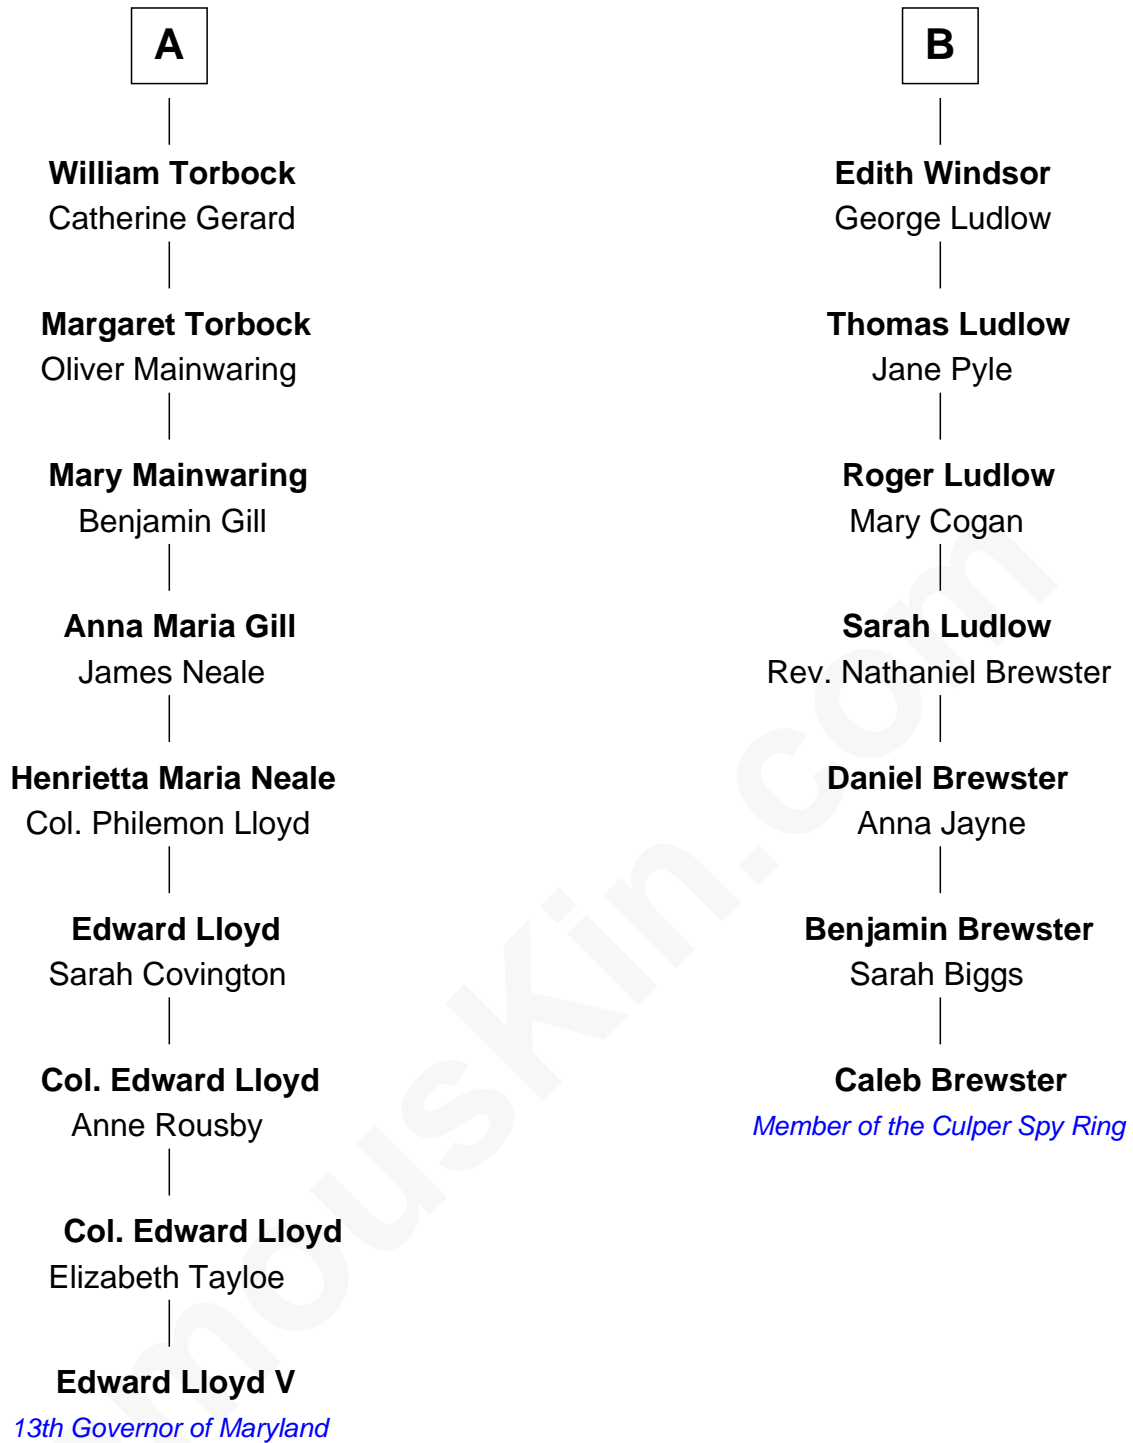 A
William Torbock
Catherine Gerard
Margaret Torbock
Oliver Mainwaring
Mary Mainwaring
Benjamin Gill
Anna Maria Gill
James Neale
Henrietta Maria Neale
Col. Philemon Lloyd
Edward Lloyd
Sarah Covington
Col. Edward Lloyd
Anne Rousby
Col. Edward Lloyd
Elizabeth Tayloe
Edward Lloyd V
13th Governor of Maryland
B
Edith Windsor
George Ludlow
Thomas Ludlow
Jane Pyle
Roger Ludlow
Mary Cogan
Sarah Ludlow
Rev. Nathaniel Brewster
Daniel Brewster
Anna Jayne
Benjamin Brewster
Sarah Biggs
Caleb Brewster
Member of the Culper Spy Ring
mouskin.com